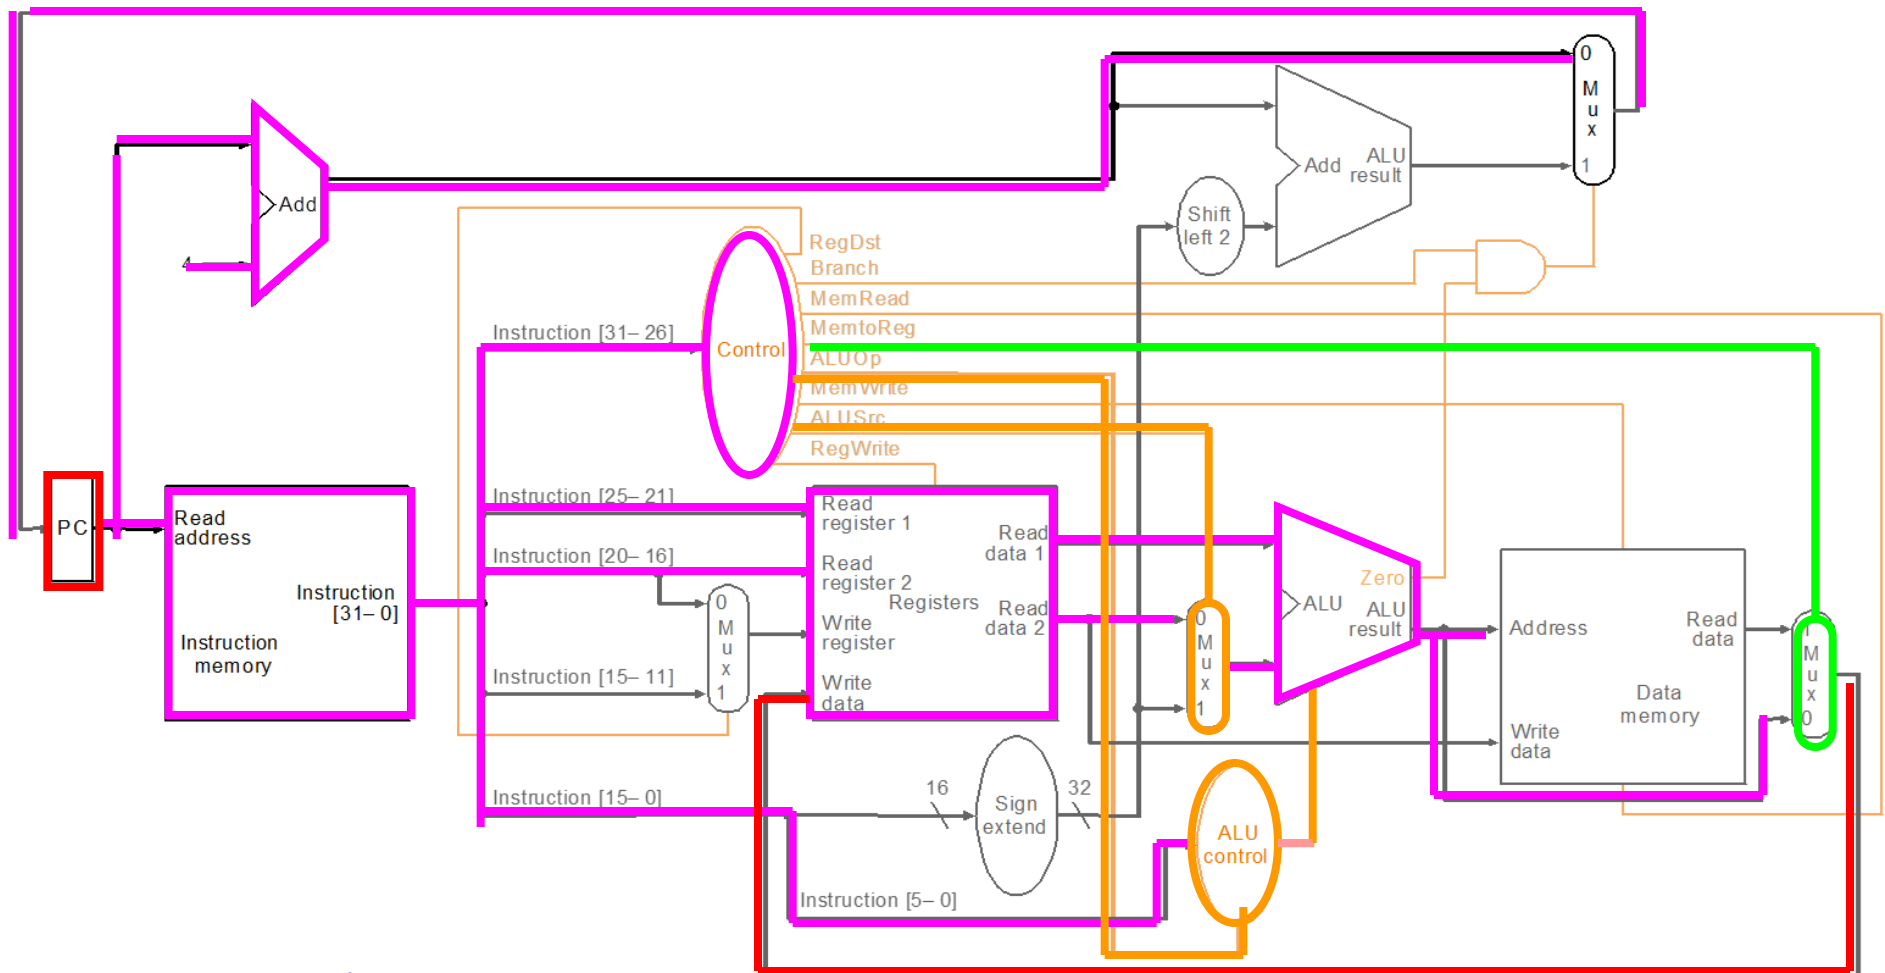 0
M
u
x
1
Add
ALU
result
Add
4
Shift
left 2
RegDst
Branch
MemRead
MemtoReg
ALUOp
MemWrite
ALUSrc
RegWrite
Control
Instruction [31– 26]
Instruction [25– 21]
Instruction [20– 16]
Instruction [15– 11]
Instruction [15– 0]
Instruction [5– 0]
PC
Read
address
Instruction
[31– 0]
Instruction
memory
0
M
u
x
1
Read
register 1
Read
register 2
Write
register
Write
data
Registers
Read
data 1
Read
data 2
0
M
u
x
1
Zero
ALU
ALU
result
Address
Read
data
Data
memory
Write
data
1
M
u
x
0
16
Sign
extend
32
ALU
control